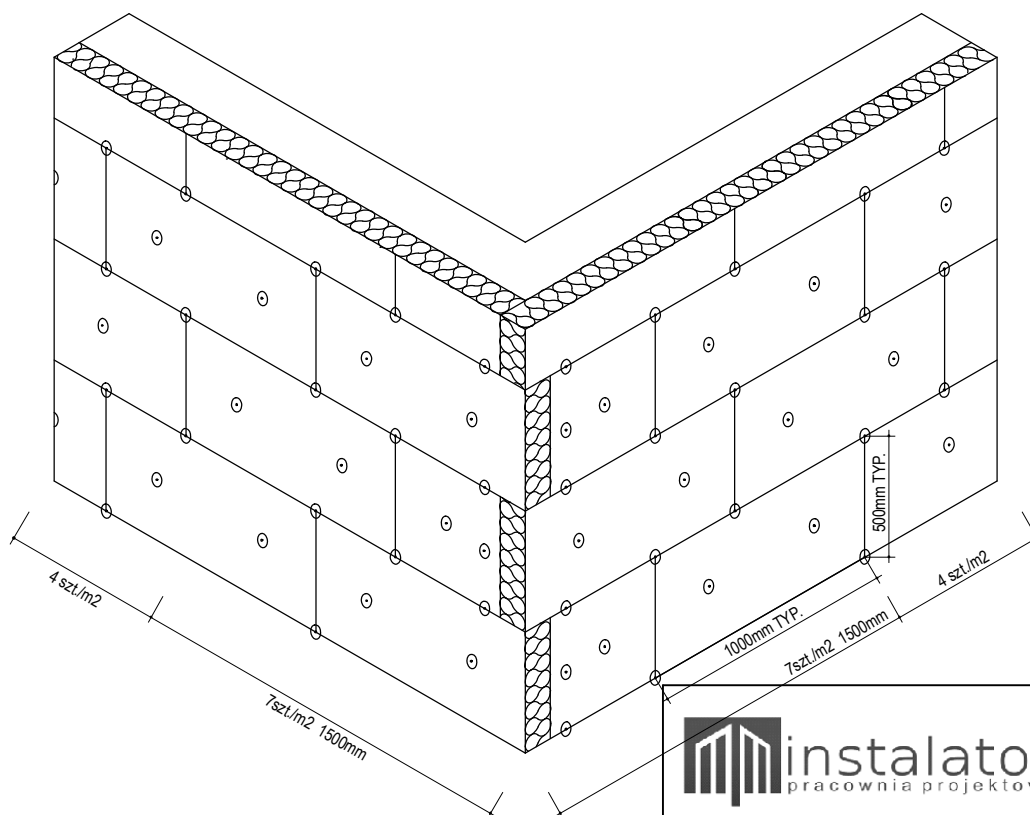 4 szt./m2
7szt./m2 1500mm
500mm TYP.
1000mm TYP.
7szt./m2 1500mm
4 szt./m2
instalato
pracownia projektow